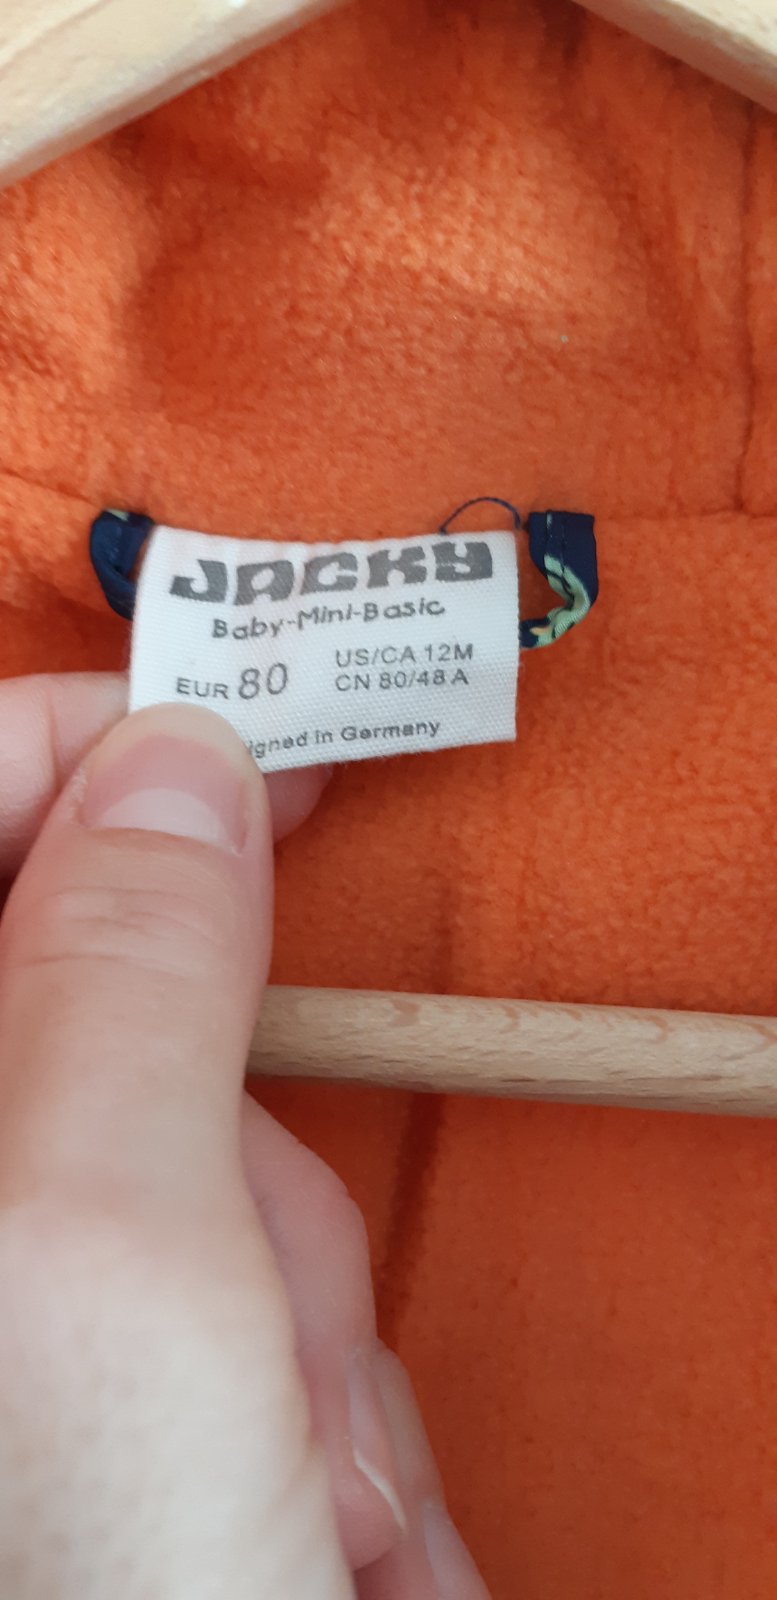 JACKY
Baby-Mini-Basic
EUR 80
US/CA 12M
CN 80/48 A
in Germany